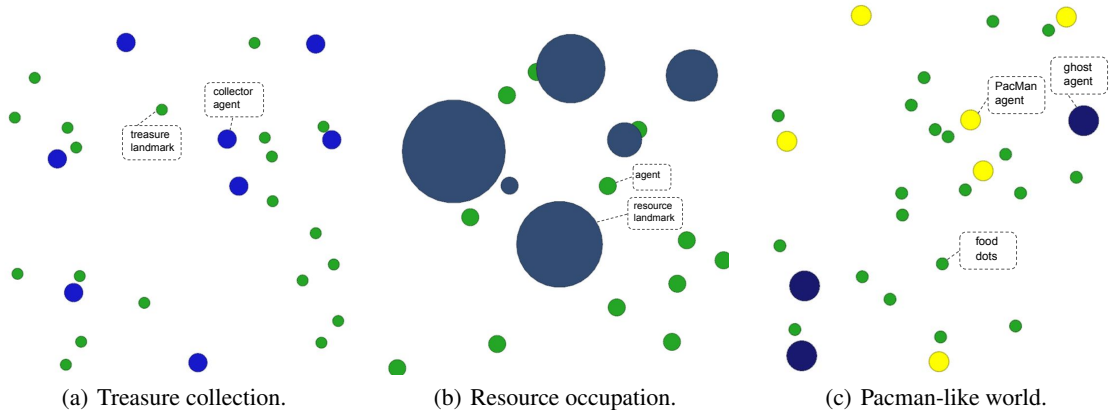 collector
agent
treasure
landmark
(a) Treasure collection.
agent
resource
landmark
(b) Resource occupation.
ghost
agent
PacMan
agent
food
dots
(c) Pacman-like world.